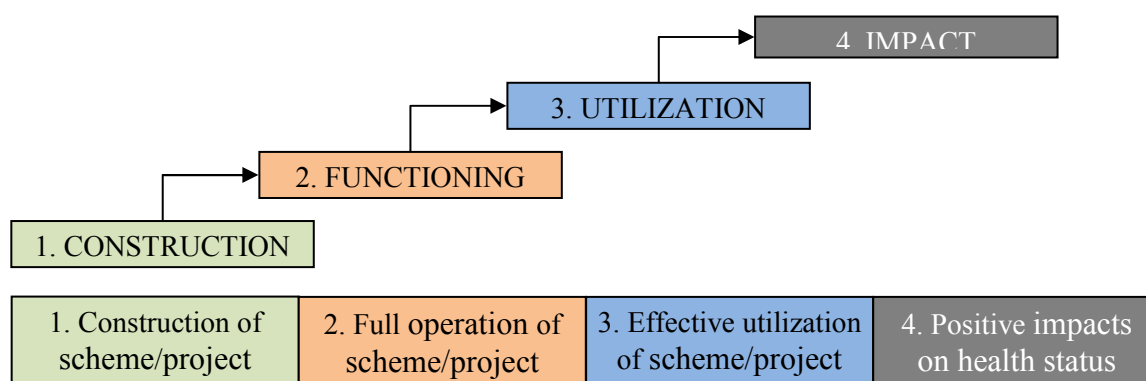 4. IMPACT
3. UTILIZATION
2. FUNCTIONING
1. CONSTRUCTION
1. Construction of
scheme/project
2. Full operation of
scheme/project
3. Effective utilization
of scheme/project
4. Positive impacts
on health status